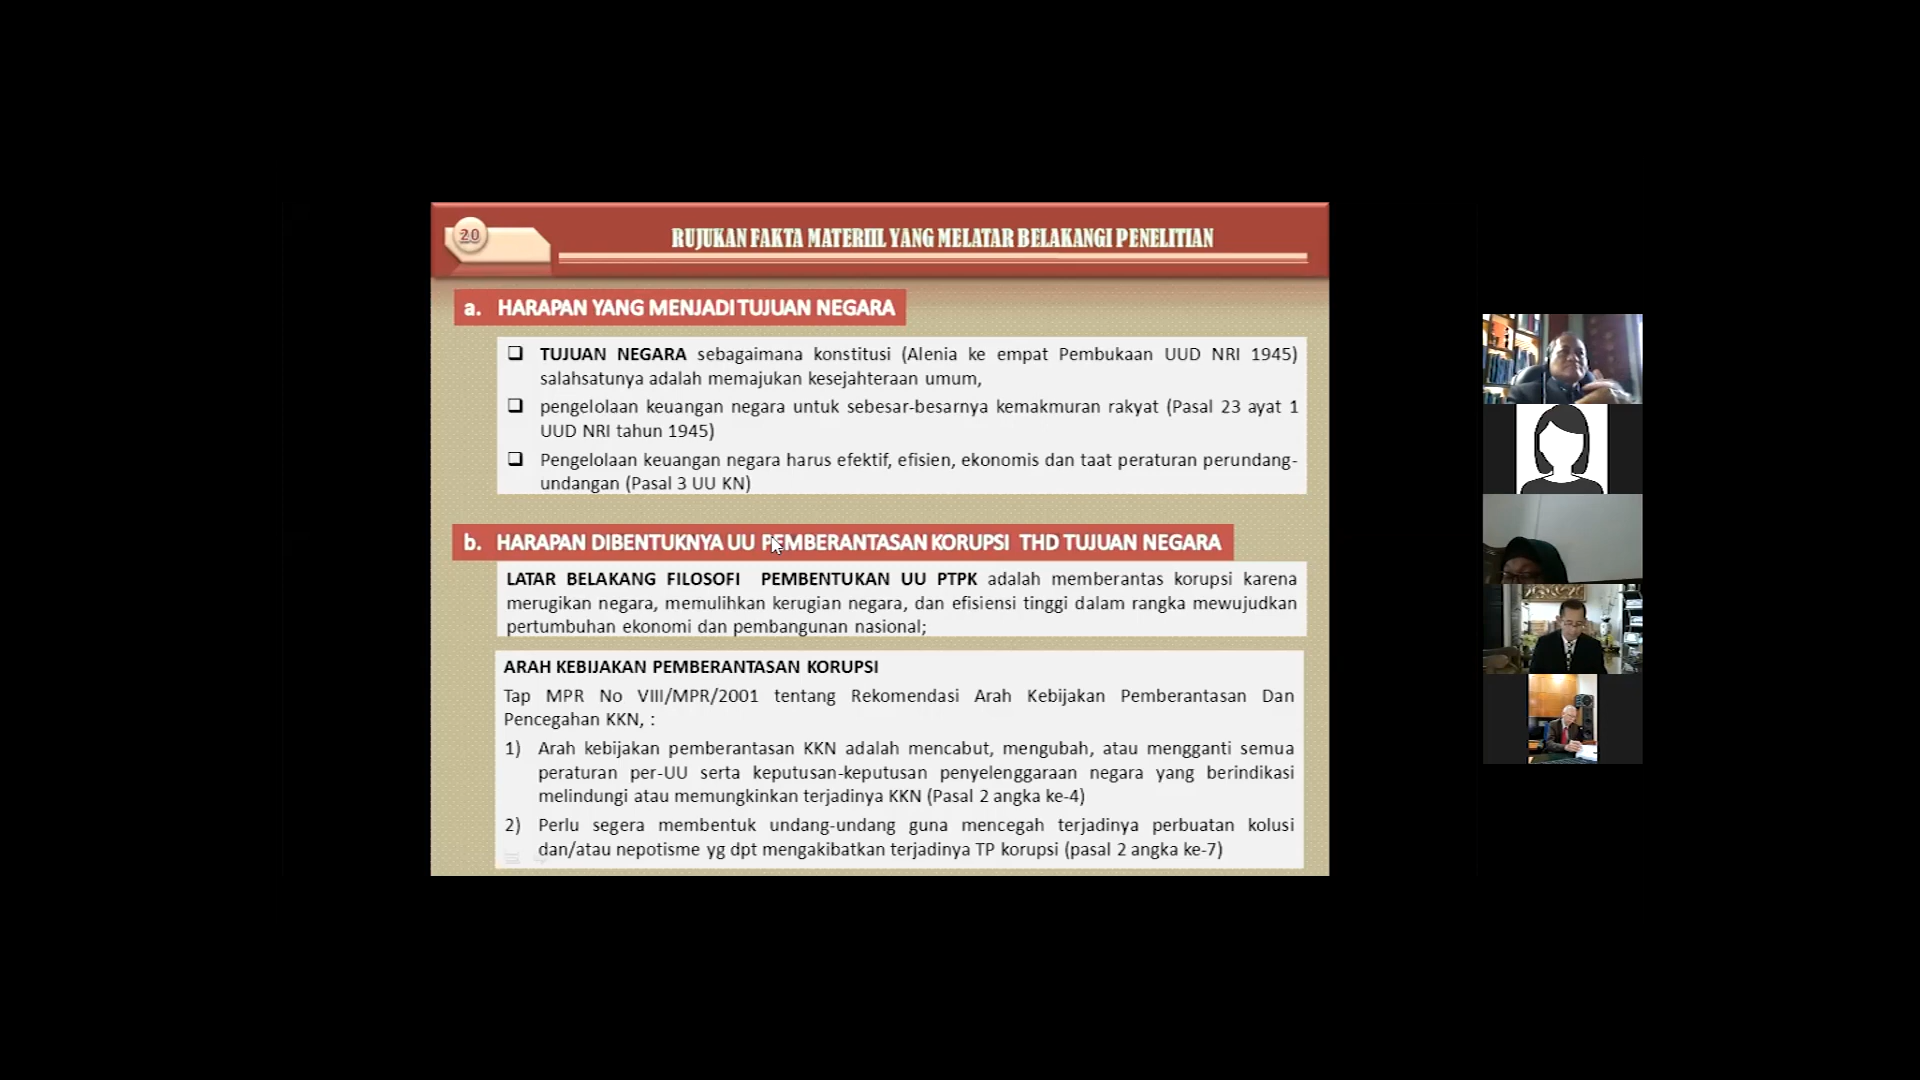 20
RUJUKAN FAKTA MATERIIL YANG MELATAR BELAKANGI PENELITIAN
a. HARAPAN YANG MENJADI TUJUAN NEGARA
TUJUAN NEGARA sebagaimana konstitusi (Alenia ke empat Pembukaan UUD NRI 1945)
salahsatunya adalah memajukan kesejahteraan umum,
pengelolaan keuangan negara untuk sebesar-besarnya kemakmuran rakyat (Pasal 23 ayat 1
UUD NRI tahun 1945)
Pengelolaan keuangan negara harus efektif, efisien, ekonomis dan taat peraturan perundang-
undangan (Pasal 3 UU KN)
b. HARAPAN DIBENTUKNYA UU PEMBERANTASAN KORUPSI THD TUJUAN NEGARA
LATAR BELAKANG FILOSOFI PEMBENTUKAN UU PTPK adalah memberantas korupsi karena
merugikan negara, memulihkan kerugian negara, dan efisiensi tinggi dalam rangka mewujudkan
pertumbuhan ekonomi dan pembangunan nasional;
ARAH KEBIJAKAN PEMBERANTASAN KORUPSI
Tap MPR No VIII/MPR/2001 tentang Rekomendasi Arah Kebijakan Pemberantasan Dan
Pencegahan KKN, :
1) Arah kebijakan pemberantasan KKN adalah mencabut, mengubah, atau mengganti semua
peraturan per-UU serta keputusan-keputusan penyelenggaraan negara yang berindikasi
melindungi atau memungkinkan terjadinya KKN (Pasal 2 angka ke-4)
2) Perlu segera membentuk undang-undang guna mencegah terjadinya perbuatan kolusi
dan/atau nepotisme yg dpt mengakibatkan terjadinya TP korupsi (pasal 2 angka ke-7)